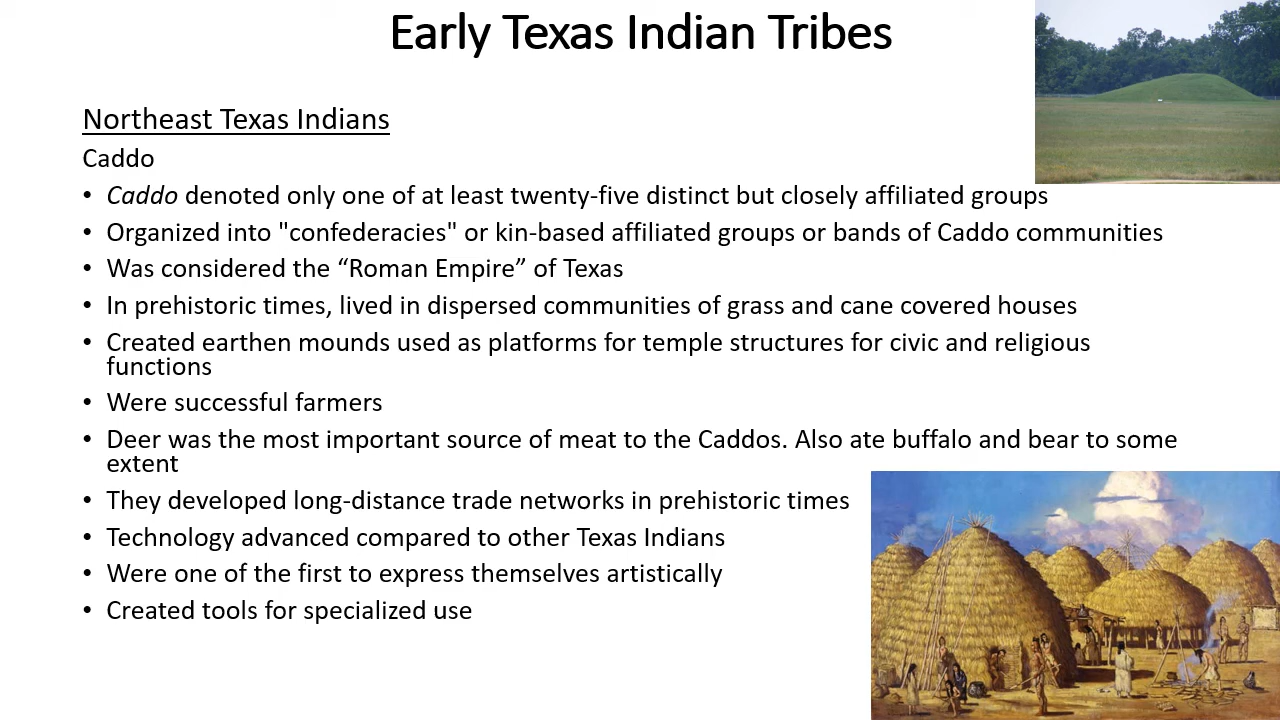 Early Texas Indian Tribes
Northeast Texas Indians
Caddo
• Caddo denoted only one of at least twenty-five distinct but closely affiliated groups
• Organized into "confederacies" or kin-based affiliated groups or bands of Caddo communities
• Was considered the “Roman Empire” of Texas
• In prehistoric times, lived in dispersed communities of grass and cane covered houses
• Created earthen mounds used as platforms for temple structures for civic and religious
functions
• Were successful farmers
• Deer was the most important source of meat to the Caddos. Also ate buffalo and bear to some
extent
• They developed long-distance trade networks in prehistoric times
• Technology advanced compared to other Texas Indians
• Were one of the first to express themselves artistically
• Created tools for specialized use